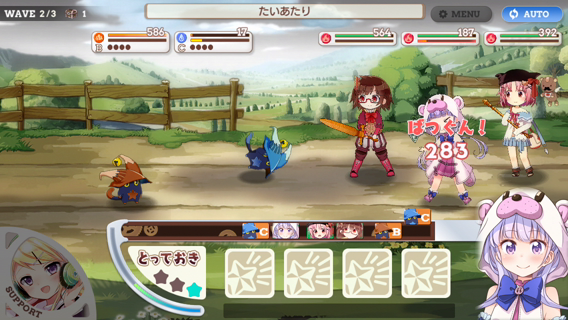 WAVE 2/3 1
たいあたり
MENU
AUTO
586
B
17
C
564
187
392
ばつぐん!
283
C
C
B
とっておき
SUPPORT